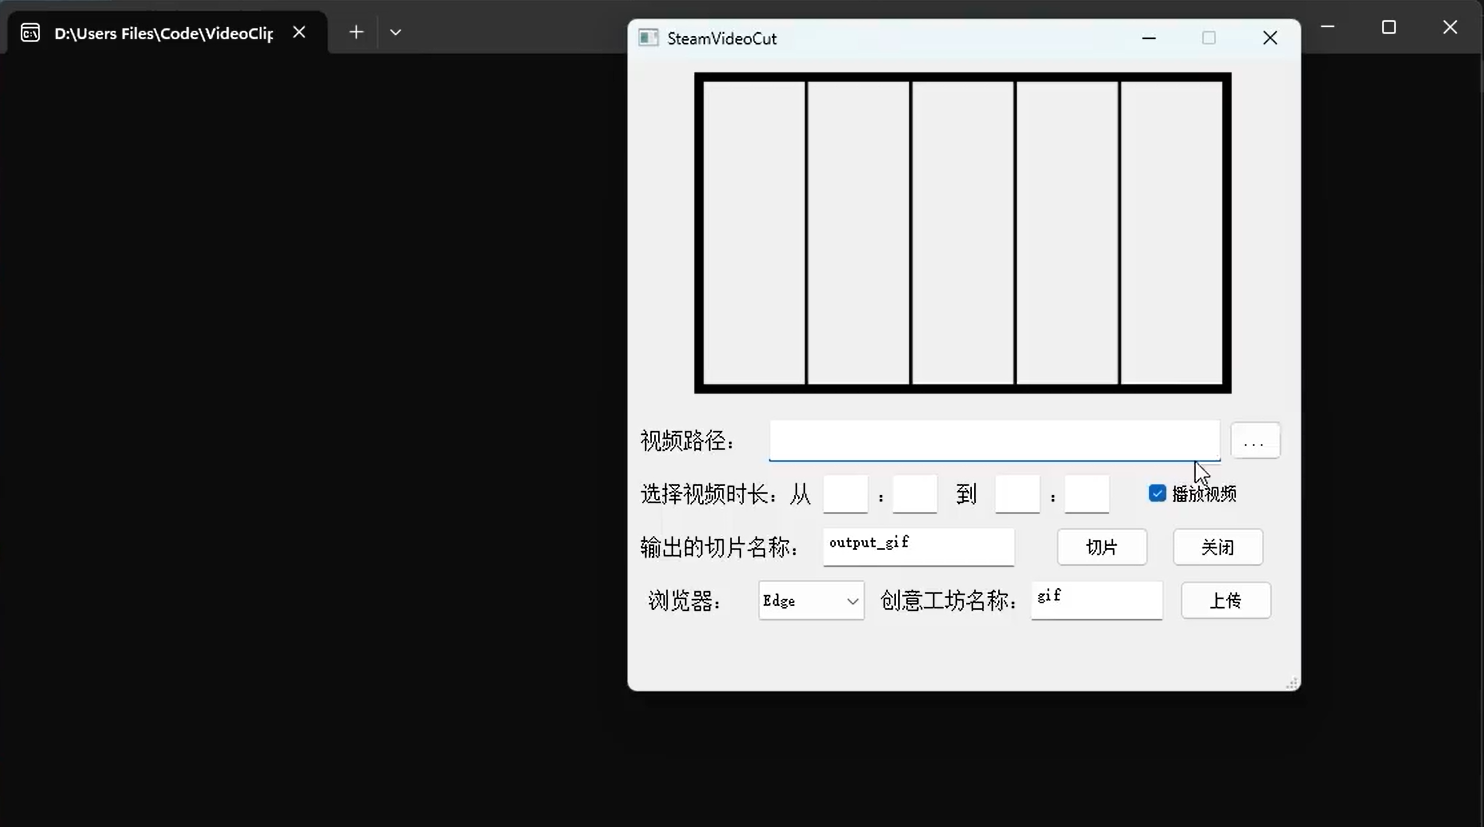 D:\Users Files\Code\VideoClip
SteamVideoCut
视频路径：
...
选择视频时长：从 : 到 : 播放视频
输出的切片名称： output_gif 切片 关闭
浏览器： Edge 创意工坊名称： gif 上传